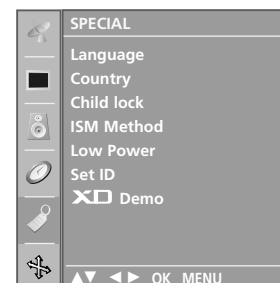 SPECIAL
Language
Country
Child lock
ISM Method
Low Power
Set ID
XD Demo
▲▼ ◄► OK MENU